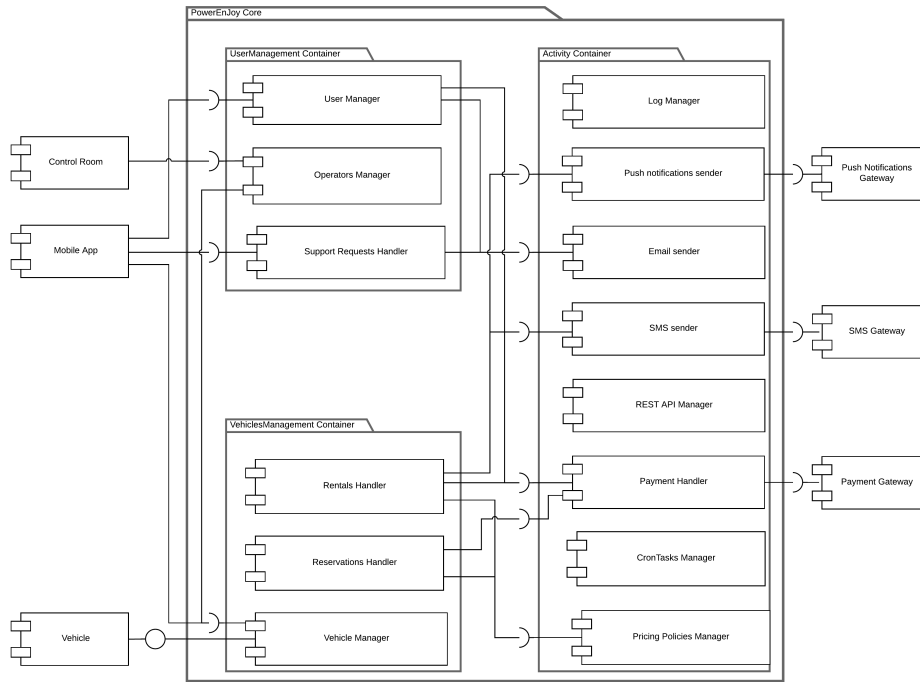 PowerEnJoy Core
UserManagement Container
Activity Container
User Manager
Log Manager
Control Room
Operators Manager
Push notifications sender
Push Notifications
Gateway
Mobile App
Support Requests Handler
Email sender
SMS sender
SMS Gateway
REST API Manager
VehiclesManagement Container
Rentals Handler
Payment Handler
Payment Gateway
Reservations Handler
CronTasks Manager
Vehicle
Vehicle Manager
Pricing Policies Manager